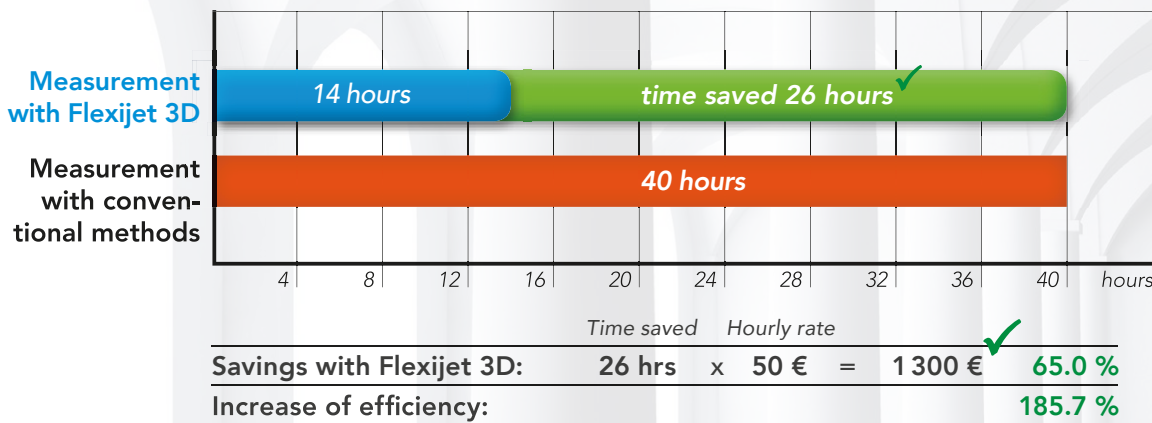 Measurement
with Flexijet 3D
14 hours
time saved 26 hours
Measurement
with conven-
tional methods
40 hours
4 8 12 16 20 24 28 32 36 40 hours
Time saved Hourly rate
Savings with Flexijet 3D: 26 hrs x 50 € = 1 300 € 65.0 %
Increase of efficiency: 185.7 %